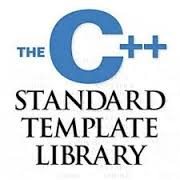 THE C++
STANDARD
TEMPLATE
LIBRARY